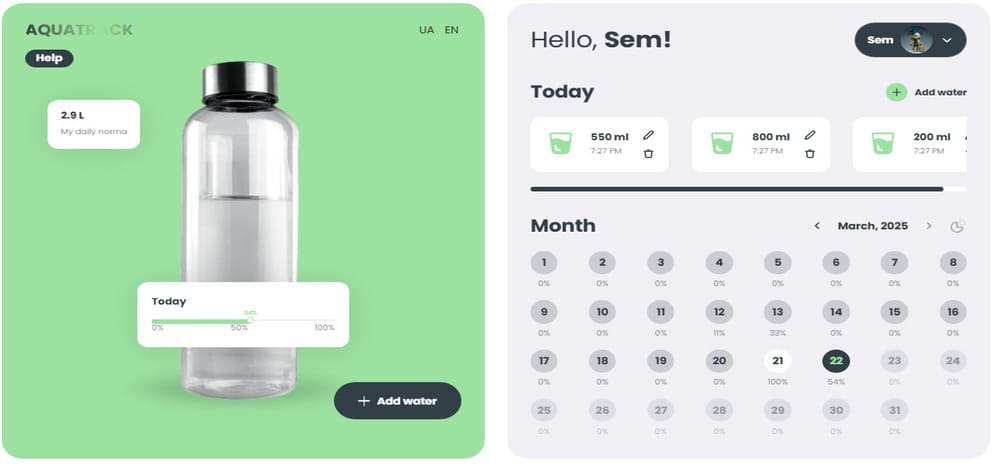 AQUATRACK
UA EN
Help
2.9 L
My daily norma
Today
54%
0% 50% 100%
Add water
Hello, Sem!
Sem
Today
Add water
550 ml
7:27 PM
800 ml
7:27 PM
200 ml
7:27 PM
Month
March, 2025
1 2 3 4 5 6 7 8
0% 0% 0% 0% 0% 0% 0% 0%
9 10 11 12 13 14 15 16
0% 0% 0% 11% 33% 0% 0% 0%
17 18 19 20 21 22 23 24
0% 0% 0% 0% 100% 54% 0% 0%
25 26 27 28 29 30 31
0% 0% 0% 0% 0% 0% 0%